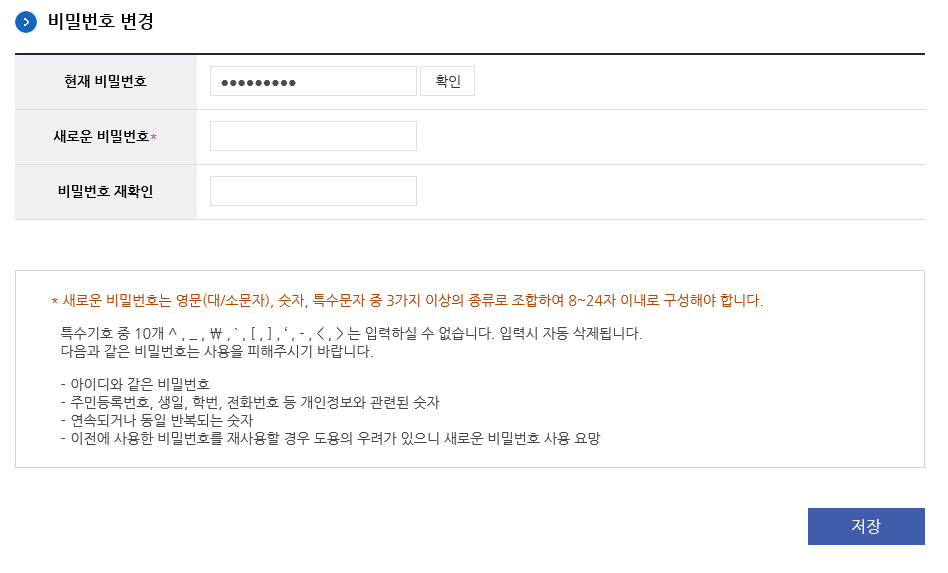 비밀번호 변경
현재 비밀번호 ●●●●●●●●● 확인
새로운 비밀번호*
비밀번호 재확인
* 새로운 비밀번호는 영문(대/소문자), 숫자, 특수문자 중 3가지 이상의 종류로 조합하여 8~24자 이내로 구성해야 합니다.
특수기호 중 10개 ^ , _ , ₩ , ` , [ , ] , ‘ , - , < , > 는 입력하실 수 없습니다. 입력시 자동 삭제됩니다.
다음과 같은 비밀번호는 사용을 피해주시기 바랍니다.
- 아이디와 같은 비밀번호
- 주민등록번호, 생일, 학번, 전화번호 등 개인정보와 관련된 숫자
- 연속되거나 동일 반복되는 숫자
- 이전에 사용한 비밀번호를 재사용할 경우 도용의 우려가 있으니 새로운 비밀번호 사용 요망
저장